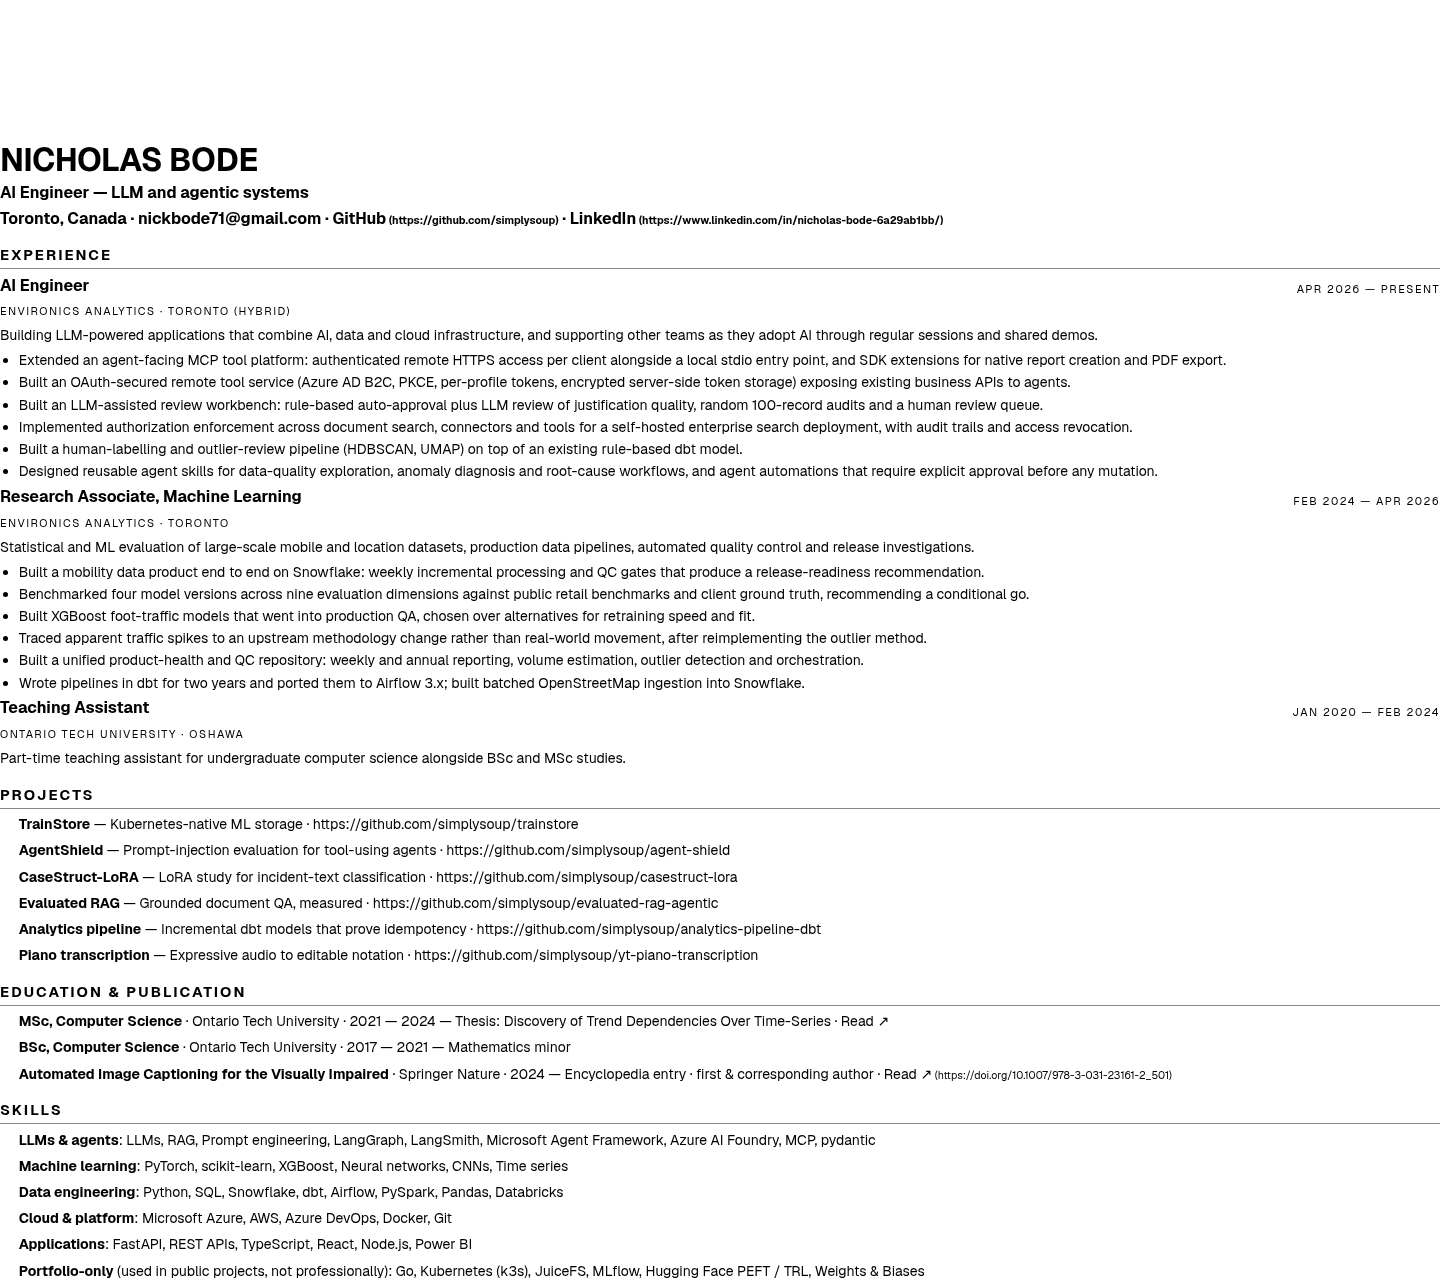 NICHOLAS BODE
AI Engineer — LLM and agentic systems
Toronto, Canada · nickbode71@gmail.com · GitHub (https://github.com/simplysoup) · LinkedIn (https://www.linkedin.com/in/nicholas-bode-6a29ab1bb/)
EXPERIENCE
AI Engineer APR 2026 — PRESENT
ENVIRONICS ANALYTICS · TORONTO (HYBRID)
Building LLM-powered applications that combine AI, data and cloud infrastructure, and supporting other teams as they adopt AI through regular sessions and shared demos.
• Extended an agent-facing MCP tool platform: authenticated remote HTTPS access per client alongside a local stdio entry point, and SDK extensions for native report creation and PDF export.
• Built an OAuth-secured remote tool service (Azure AD B2C, PKCE, per-profile tokens, encrypted server-side token storage) exposing existing business APIs to agents.
• Built an LLM-assisted review workbench: rule-based auto-approval plus LLM review of justification quality, random 100-record audits and a human review queue.
• Implemented authorization enforcement across document search, connectors and tools for a self-hosted enterprise search deployment, with audit trails and access revocation.
• Built a human-labelling and outlier-review pipeline (HDBSCAN, UMAP) on top of an existing rule-based dbt model.
• Designed reusable agent skills for data-quality exploration, anomaly diagnosis and root-cause workflows, and agent automations that require explicit approval before any mutation.
Research Associate, Machine Learning FEB 2024 — APR 2026
ENVIRONICS ANALYTICS · TORONTO
Statistical and ML evaluation of large-scale mobile and location datasets, production data pipelines, automated quality control and release investigations.
• Built a mobility data product end to end on Snowflake: weekly incremental processing and QC gates that produce a release-readiness recommendation.
• Benchmarked four model versions across nine evaluation dimensions against public retail benchmarks and client ground truth, recommending a conditional go.
• Built XGBoost foot-traffic models that went into production QA, chosen over alternatives for retraining speed and fit.
• Traced apparent traffic spikes to an upstream methodology change rather than real-world movement, after reimplementing the outlier method.
• Built a unified product-health and QC repository: weekly and annual reporting, volume estimation, outlier detection and orchestration.
• Wrote pipelines in dbt for two years and ported them to Airflow 3.x; built batched OpenStreetMap ingestion into Snowflake.
Teaching Assistant JAN 2020 — FEB 2024
ONTARIO TECH UNIVERSITY · OSHAWA
Part-time teaching assistant for undergraduate computer science alongside BSc and MSc studies.
PROJECTS
TrainStore — Kubernetes-native ML storage · https://github.com/simplysoup/trainstore
AgentShield — Prompt-injection evaluation for tool-using agents · https://github.com/simplysoup/agent-shield
CaseStruct-LoRA — LoRA study for incident-text classification · https://github.com/simplysoup/casestruct-lora
Evaluated RAG — Grounded document QA, measured · https://github.com/simplysoup/evaluated-rag-agentic
Analytics pipeline — Incremental dbt models that prove idempotency · https://github.com/simplysoup/analytics-pipeline-dbt
Piano transcription — Expressive audio to editable notation · https://github.com/simplysoup/yt-piano-transcription
EDUCATION & PUBLICATION
MSc, Computer Science · Ontario Tech University · 2021 — 2024 — Thesis: Discovery of Trend Dependencies Over Time-Series · Read ↗
BSc, Computer Science · Ontario Tech University · 2017 — 2021 — Mathematics minor
Automated Image Captioning for the Visually Impaired · Springer Nature · 2024 — Encyclopedia entry · first & corresponding author · Read ↗ (https://doi.org/10.1007/978-3-031-23161-2_501)
SKILLS
LLMs & agents: LLMs, RAG, Prompt engineering, LangGraph, LangSmith, Microsoft Agent Framework, Azure AI Foundry, MCP, pydantic
Machine learning: PyTorch, scikit-learn, XGBoost, Neural networks, CNNs, Time series
Data engineering: Python, SQL, Snowflake, dbt, Airflow, PySpark, Pandas, Databricks
Cloud & platform: Microsoft Azure, AWS, Azure DevOps, Docker, Git
Applications: FastAPI, REST APIs, TypeScript, React, Node.js, Power BI
Portfolio-only (used in public projects, not professionally): Go, Kubernetes (k3s), JuiceFS, MLflow, Hugging Face PEFT / TRL, Weights & Biases